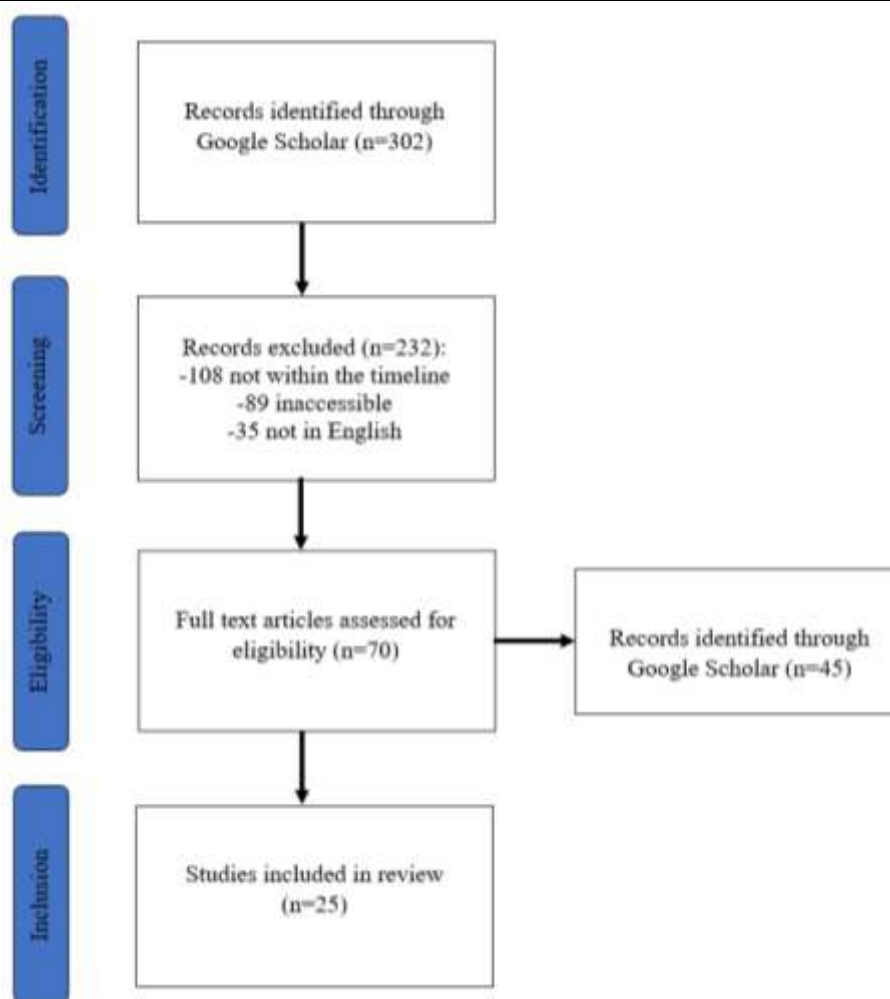 Identification
Records identified through
Google Scholar (n=302)
Screening
Records excluded (n=232):
-108 not within the timeline
-89 inaccessible
-35 not in English
Eligibility
Full text articles assessed for
eligibility (n=70)
Records identified through
Google Scholar (n=45)
Inclusion
Studies included in review
(n=25)